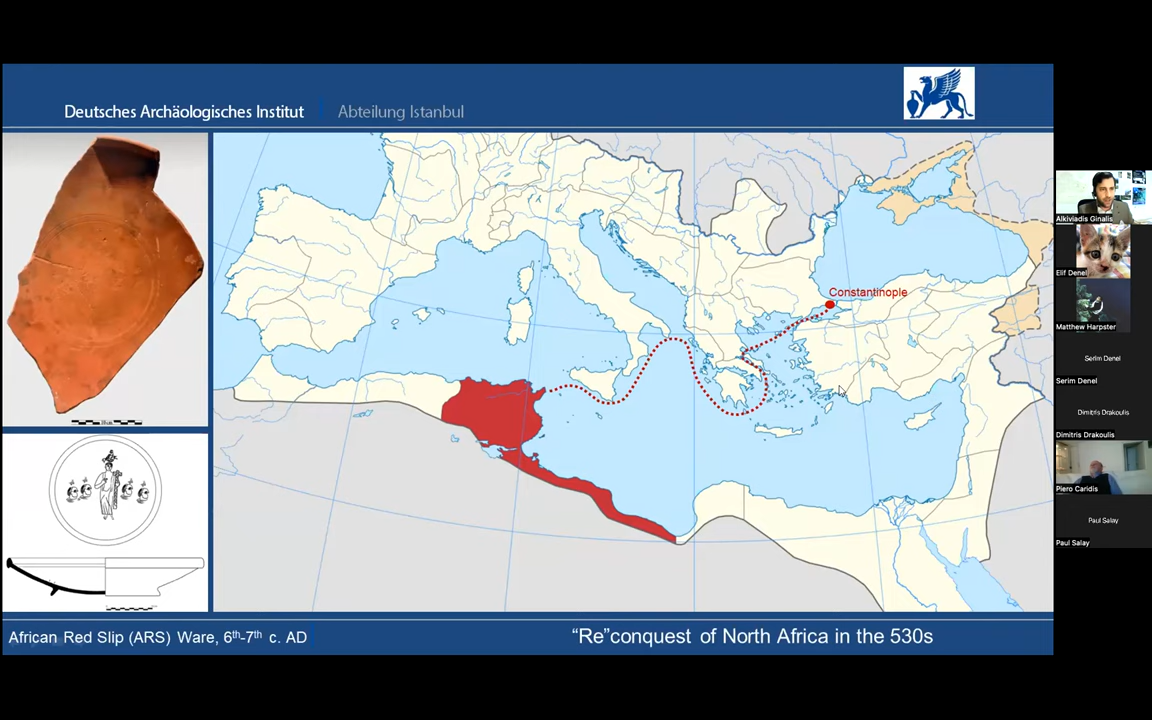 Deutsches Archäologisches Institut
Abteilung Istanbul
Constantinople
African Red Slip (ARS) Ware, 6th-7th c. AD
“Re”conquest of North Africa in the 530s
Alkiviadis Ginalis
Elif Denel
Matthew Harpster
Serim Denel
Serim Denel
Dimitris Drakoulis
Dimitris Drakoulis
Piero Caridis
Paul Salay
Paul Salay